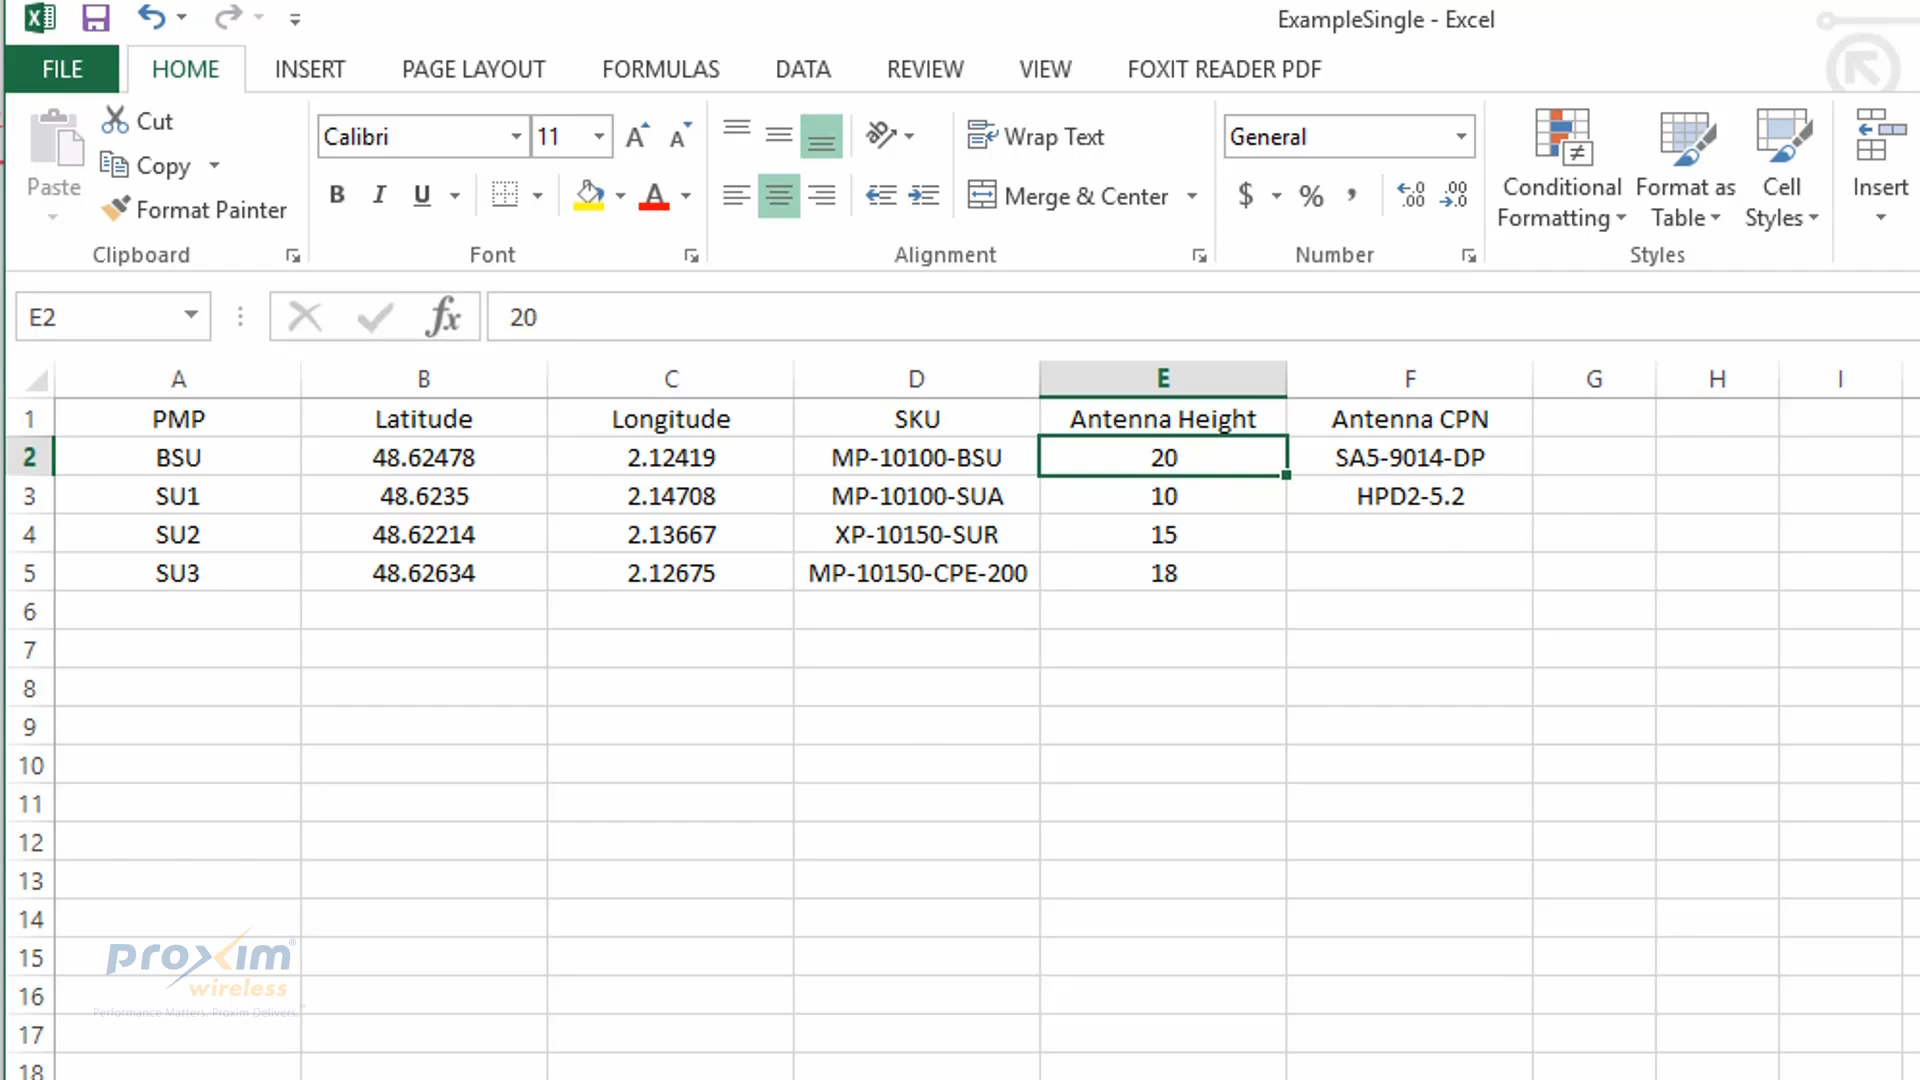 ExampleSingle - Excel
FILE HOME INSERT PAGE LAYOUT FORMULAS DATA REVIEW VIEW FOXIT READER PDF
Paste
Cut
Copy
Format Painter
Clipboard
Calibri 11
B I U
Font
Wrap Text
Merge & Center
Alignment
General
$ % ,
Number
Conditional Formatting
Format as Table
Cell Styles
Styles
Insert
E2 fx 20
A B C D E F G H I
1 PMP Latitude Longitude SKU Antenna Height Antenna CPN
2 BSU 48.62478 2.12419 MP-10100-BSU 20 SA5-9014-DP
3 SU1 48.6235 2.14708 MP-10100-SUA 10 HPD2-5.2
4 SU2 48.62214 2.13667 XP-10150-SUR 15
5 SU3 48.62634 2.12675 MP-10150-CPE-200 18
6
7
8
9
10
11
12
13
14
15
16
17
18
proxim®
wireless
Performance Matters. Proxim Delivers.